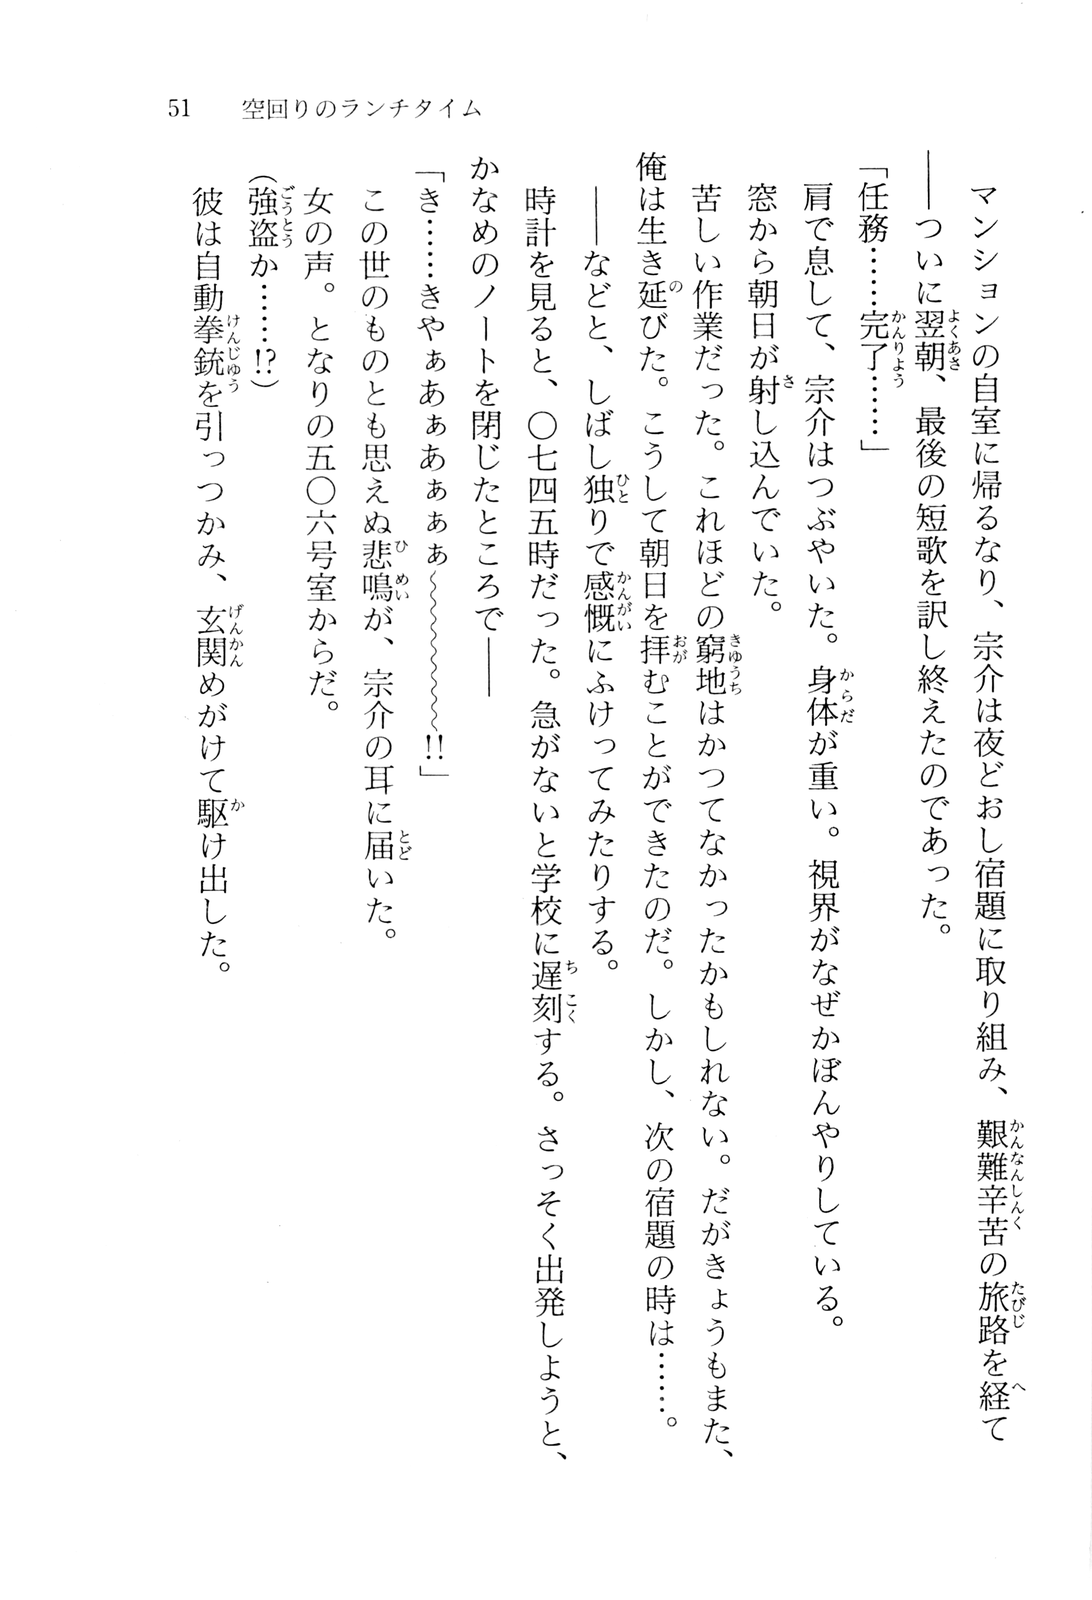 51　空回りのランチタイム
　マンションの自室に帰るなり、宗介は夜どおし宿題に取り組み、艱難辛苦の旅路を経て
――ついに翌朝、最後の短歌を訳し終えたのであった。
「任務……完了……」
　肩で息して、宗介はつぶやいた。身体が重い。視界がなぜかぼんやりしている。
窓から朝日が射し込んでいた。
　苦しい作業だった。これほどの窮地はかつてなかったかもしれない。だがきょうもまた、
俺は生き延びた。こうして朝日を拝むことができたのだ。しかし、次の宿題の時は……。
　――などと、しばし独りで感慨にふけってみたりする。
　時計を見ると、〇七四五時だった。急がないと学校に遅刻する。さっそく出発しようと、
かなめのノートを閉じたところで――
「き……きやぁあぁあぁぁぁ〜〜〜〜〜〜〜!!」
　この世のものとも思えぬ悲鳴が、宗介の耳に届いた。
　女の声。となりの五〇六号室からだ。
（強盗か……!?）
　彼は自動拳銃を引っつかみ、玄関めがけて駆け出した。